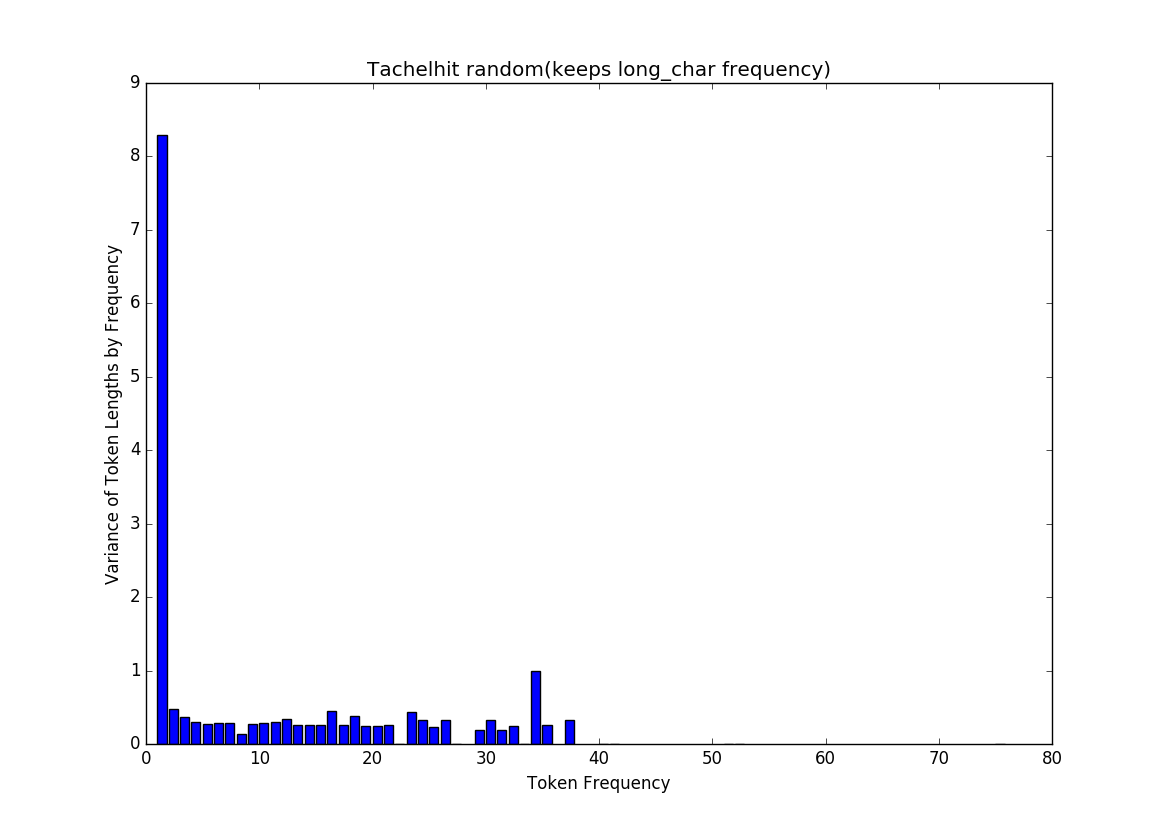 Tachelhit random(keeps long_char frequency)
9
8
7
6
5
4
3
2
1
0
Variance of Token Lengths by Frequency
0 10 20 30 40 50 60 70 80
Token Frequency